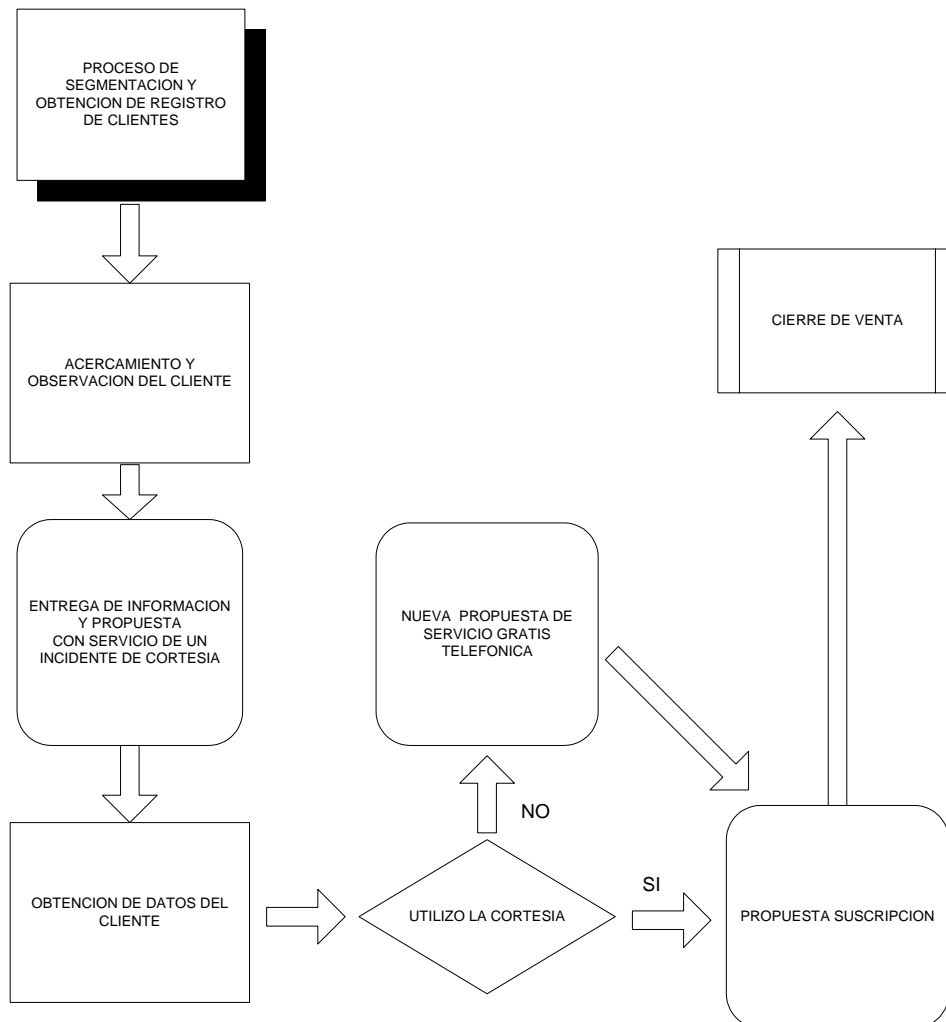 PROCESO DE
SEGMENTACION Y
OBTENCION DE REGISTRO
DE CLIENTES
ACERCAMIENTO Y
OBSERVACION DEL CLIENTE
ENTREGA DE INFORMACION
Y PROPUESTA
CON SERVICIO DE UN
INCIDENTE DE CORTESIA
OBTENCION DE DATOS DEL
CLIENTE
UTILIZO LA CORTESIA
NO
NUEVA PROPUESTA DE
SERVICIO GRATIS
TELEFONICA
SI
PROPUESTA SUSCRIPCION
CIERRE DE VENTA